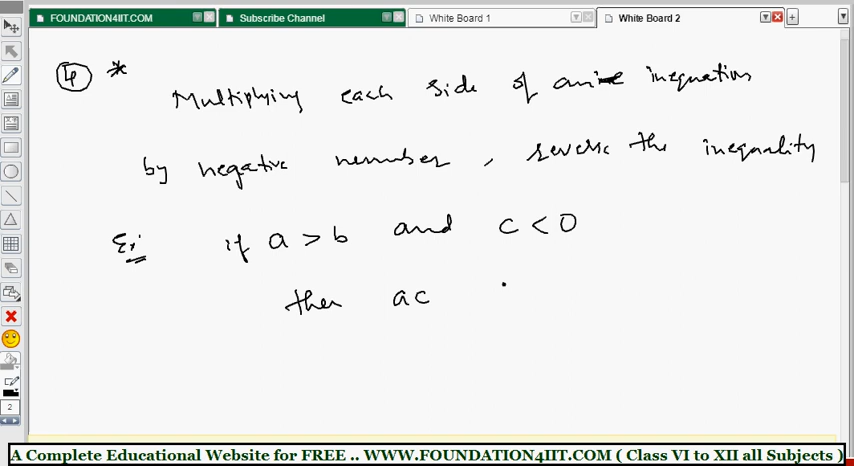 FOUNDATION4IIT.COM
Subscribe Channel
White Board 1
White Board 2
4 *
Multiplying each side of an inequation
by negative number, reverse the inequality
Ex: if a > b and c < 0
then ac
2
A Complete Educational Website for FREE .. WWW.FOUNDATION4IIT.COM ( Class VI to XII all Subjects )